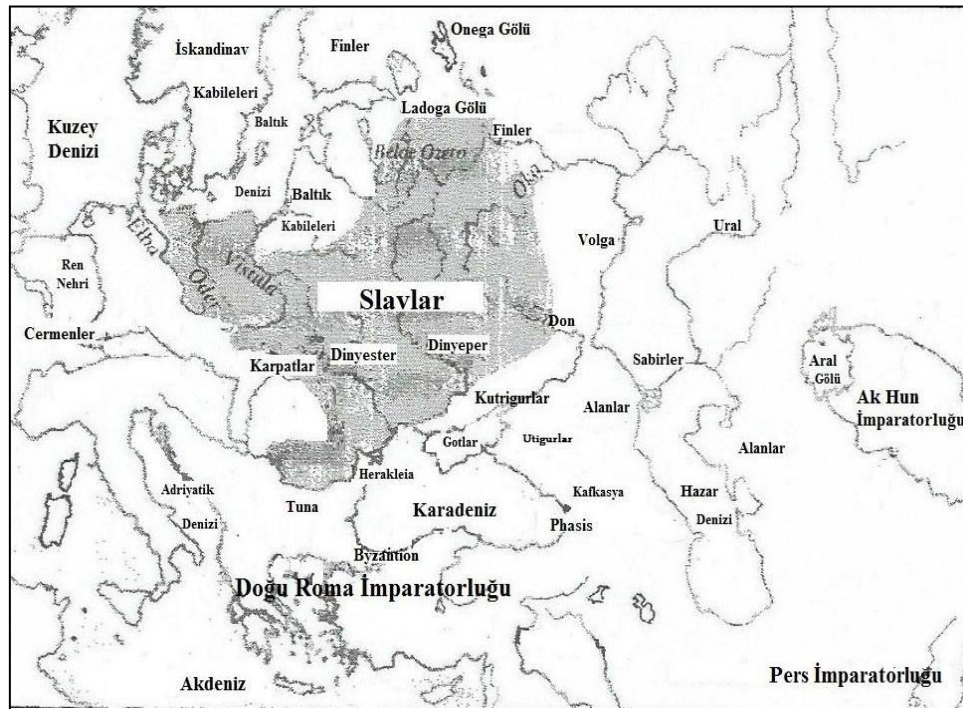 Onega Gölü
İskandinav
Finler
Kabileleri
Ladoga Gölü
Baltık
Kuzey
Denizi
Finler
Beloe Ozero
Oka
Denizi
Baltık
Kabileleri
Elba
Volga
Ural
Ren
Nehri
Oder
Vistula
Slavlar
Cermenler
Don
Karpatlar
Dinyester
Dinyeper
Sabirler
Aral
Gölü
Kutrigurlar
Alanlar
Ak Hun
İmparatorluğu
Gotlar
Utigurlar
Alanlar
Herakleia
Adriyatik
Denizi
Tuna
Karadeniz
Kafkasya
Hazar
Denizi
Phasis
Byzantion
Doğu Roma İmparatorluğu
Akdeniz
Pers İmparatorluğu